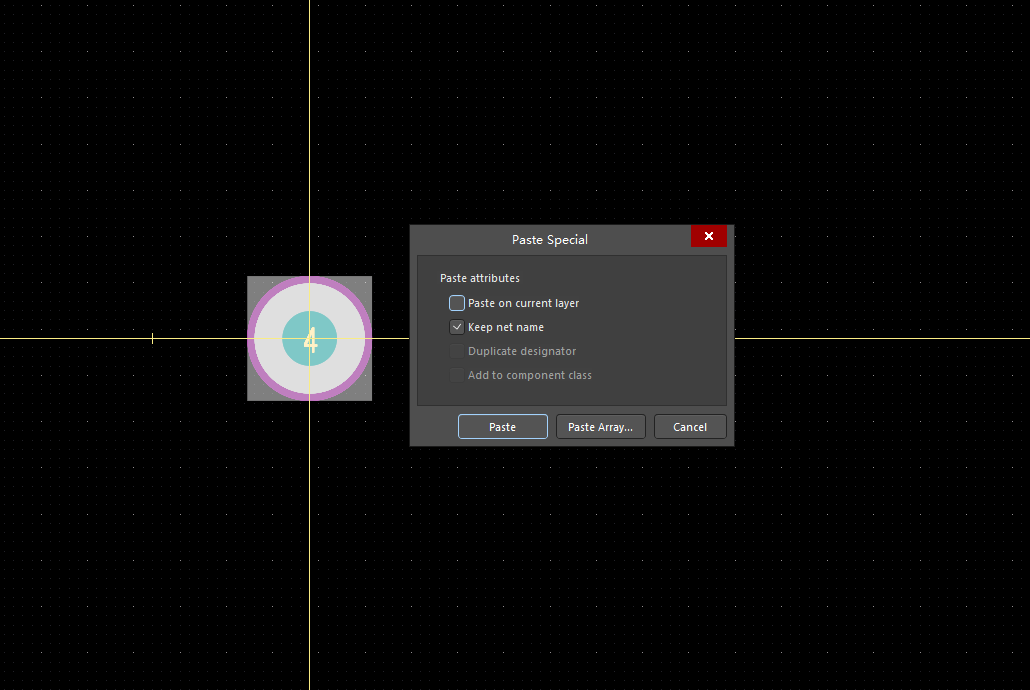 Paste Special
Paste attributes
Paste on current layer
Keep net name
4
Duplicate designator
Add to component class
Paste
Paste Array...
Cancel